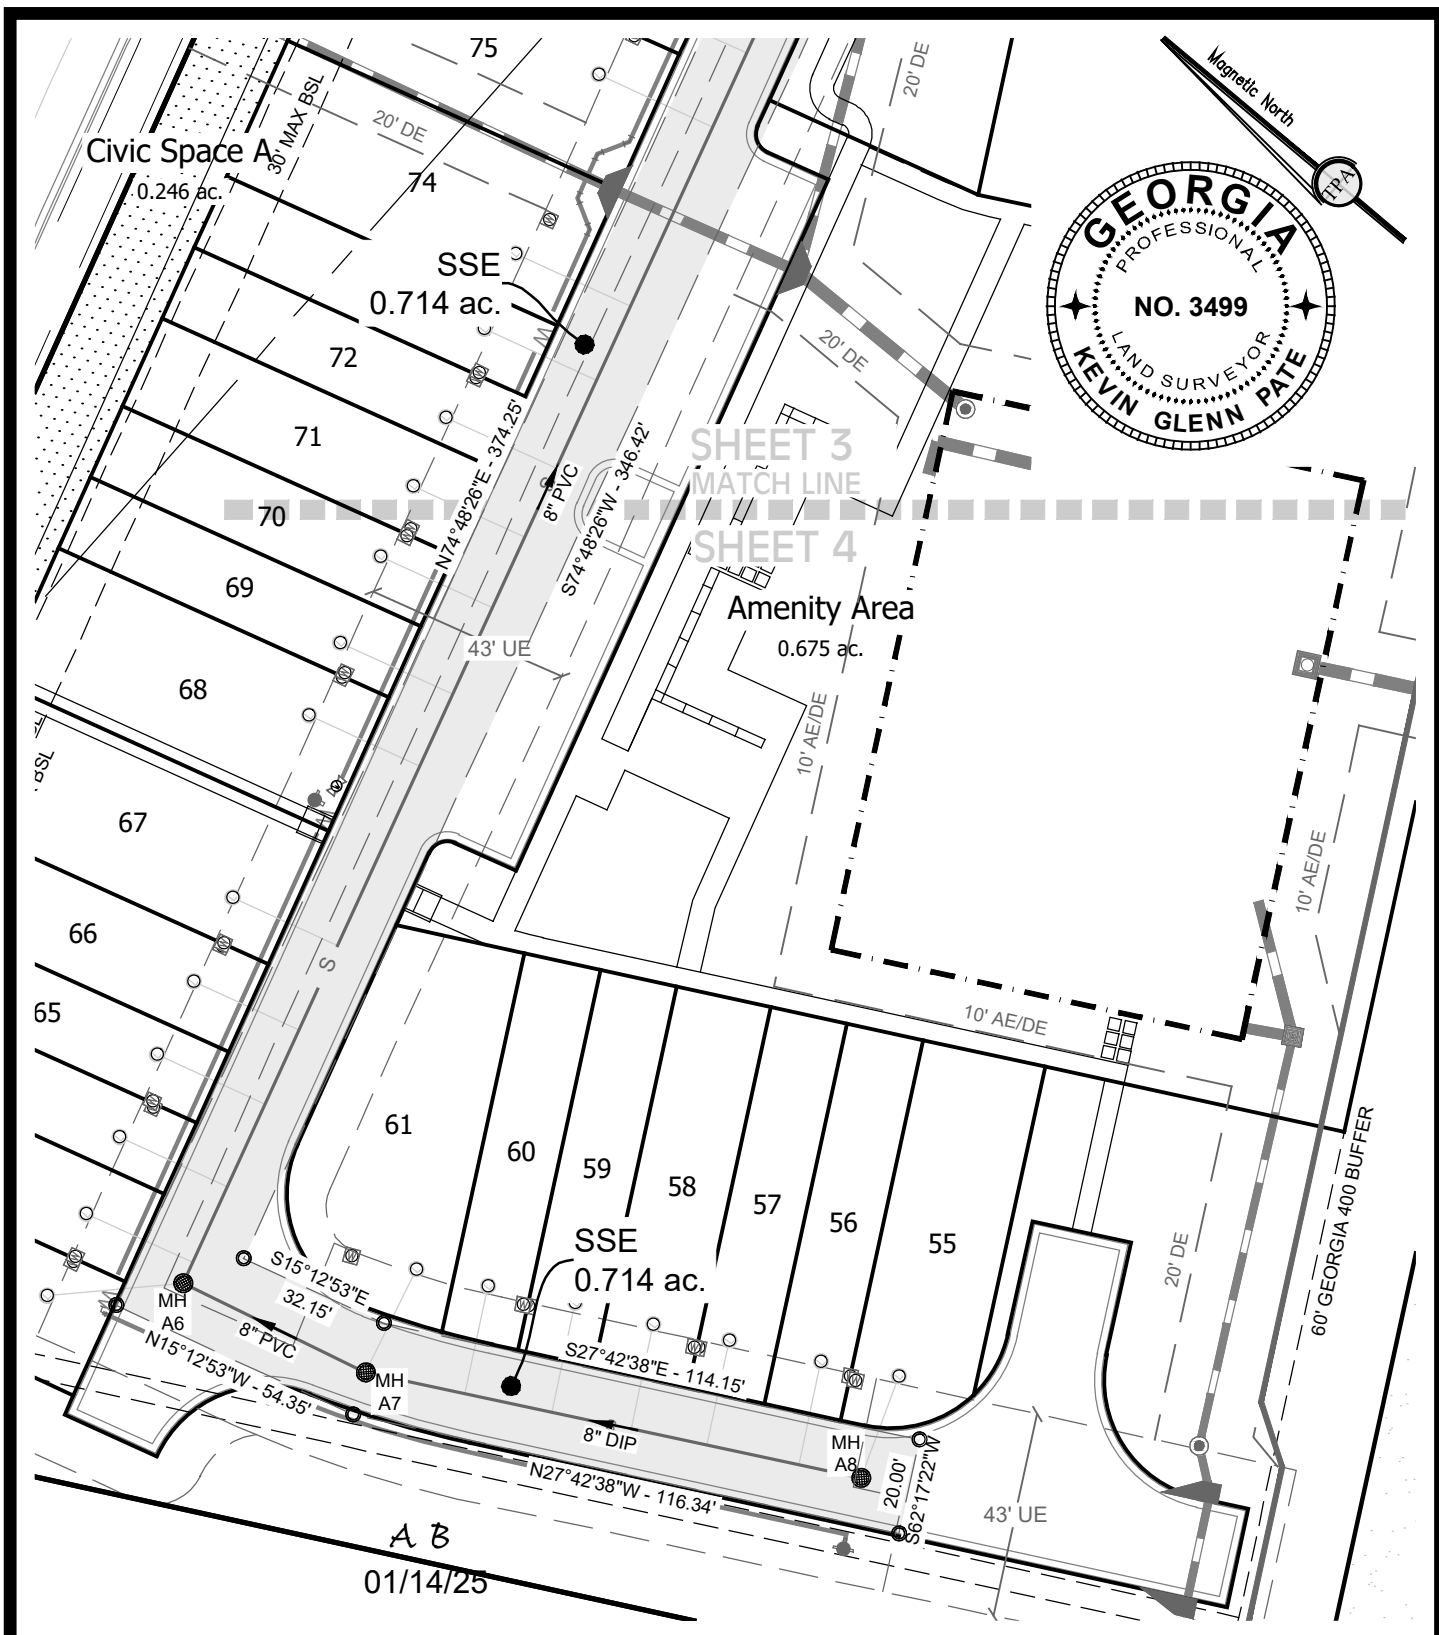 75
20' DE
Magnetic North
TPA
30' MAX BSL
20' DE
Civic Space A
0.246 ac.
74
GEORGIA
PROFESSIONAL
NO. 3499
LAND SURVEYOR
KEVIN GLENN PATE
SSE
0.714 ac.
W
72
20' DE
71
N74°48'26"E - 374.25'
S74°48'26"W - 346.42'
SHEET 3
MATCH LINE
SHEET 4
S
8" PVC
70
69
Amenity Area
0.675 ac.
43' UE
68
10' AE/DE
BSL
67
10' AE/DE
66
S
65
10' AE/DE
61
60
59
58
57
56
55
60' GEORGIA 400 BUFFER
20' DE
SSE
0.714 ac.
S15°12'53"E
32.15'
MH
A6
8" PVC
N15°12'53"W - 54.35'
MH
A7
S27°42'38"E - 114.15'
8" DIP
MH
A8
20.00'
S62°17'22"W
N27°42'38"W - 116.34'
43' UE
A B
01/14/25